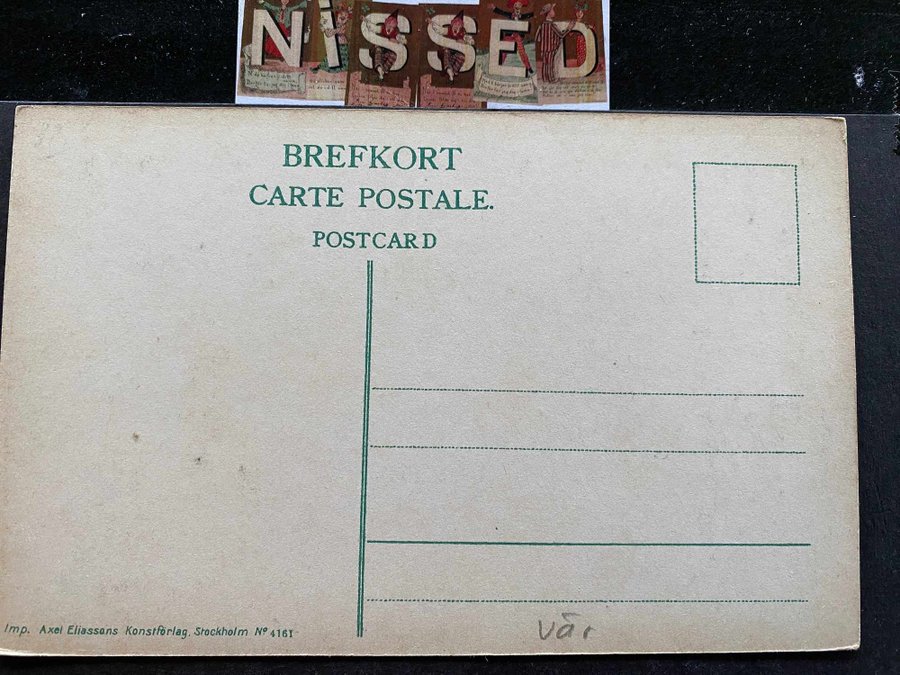 NiSSED
BREFKORT
CARTE POSTALE.
POSTCARD
Imp. Axel Eliassons Konstförlag, Stockholm Nº 4161
vår